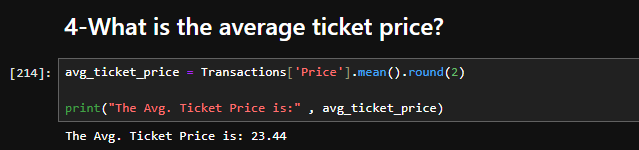 4-What is the average ticket price?
[214]: avg_ticket_price = Transactions['Price'].mean().round(2)
print("The Avg. Ticket Price is:" , avg_ticket_price)
The Avg. Ticket Price is: 23.44